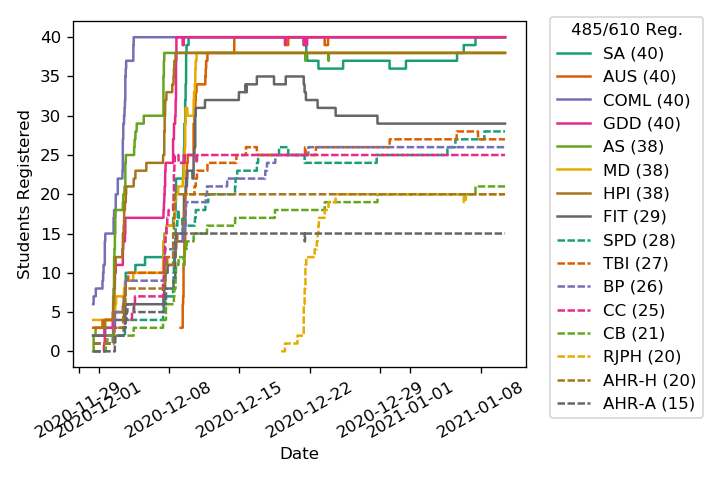 485/610 Reg.
SA (40)
AUS (40)
COML (40)
GDD (40)
AS (38)
MD (38)
HPI (38)
FIT (29)
SPD (28)
TBI (27)
BP (26)
CC (25)
CB (21)
RJPH (20)
AHR-H (20)
AHR-A (15)
Students Registered
40
35
30
25
20
15
10
5
0
2020-11-29
2020-12-01
2020-12-08
2020-12-15
2020-12-22
2020-12-29
2021-01-01
2021-01-08
Date